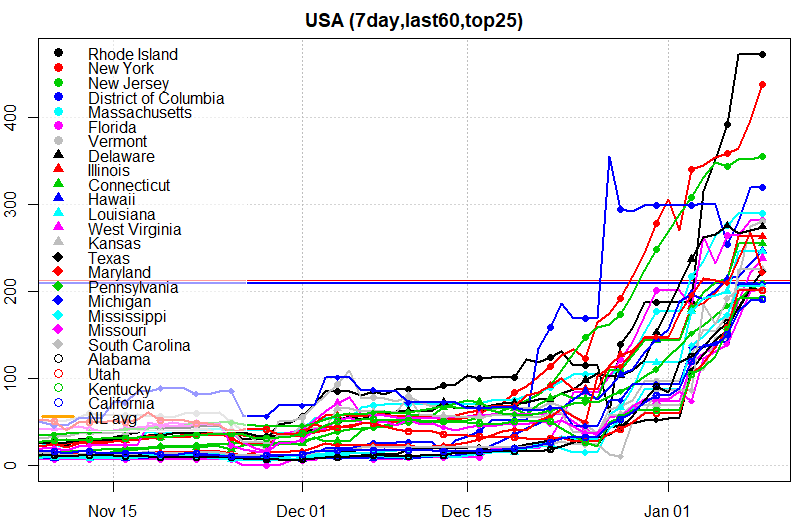 USA (7day,last60,top25)
Rhode Island
New York
New Jersey
District of Columbia
Massachusetts
Florida
Vermont
Delaware
Illinois
Connecticut
Hawaii
Louisiana
West Virginia
Kansas
Texas
Maryland
Pennsylvania
Michigan
Mississippi
Missouri
South Carolina
Alabama
Utah
Kentucky
California
NL avg
400
300
200
100
0
Nov 15
Dec 01
Dec 15
Jan 01